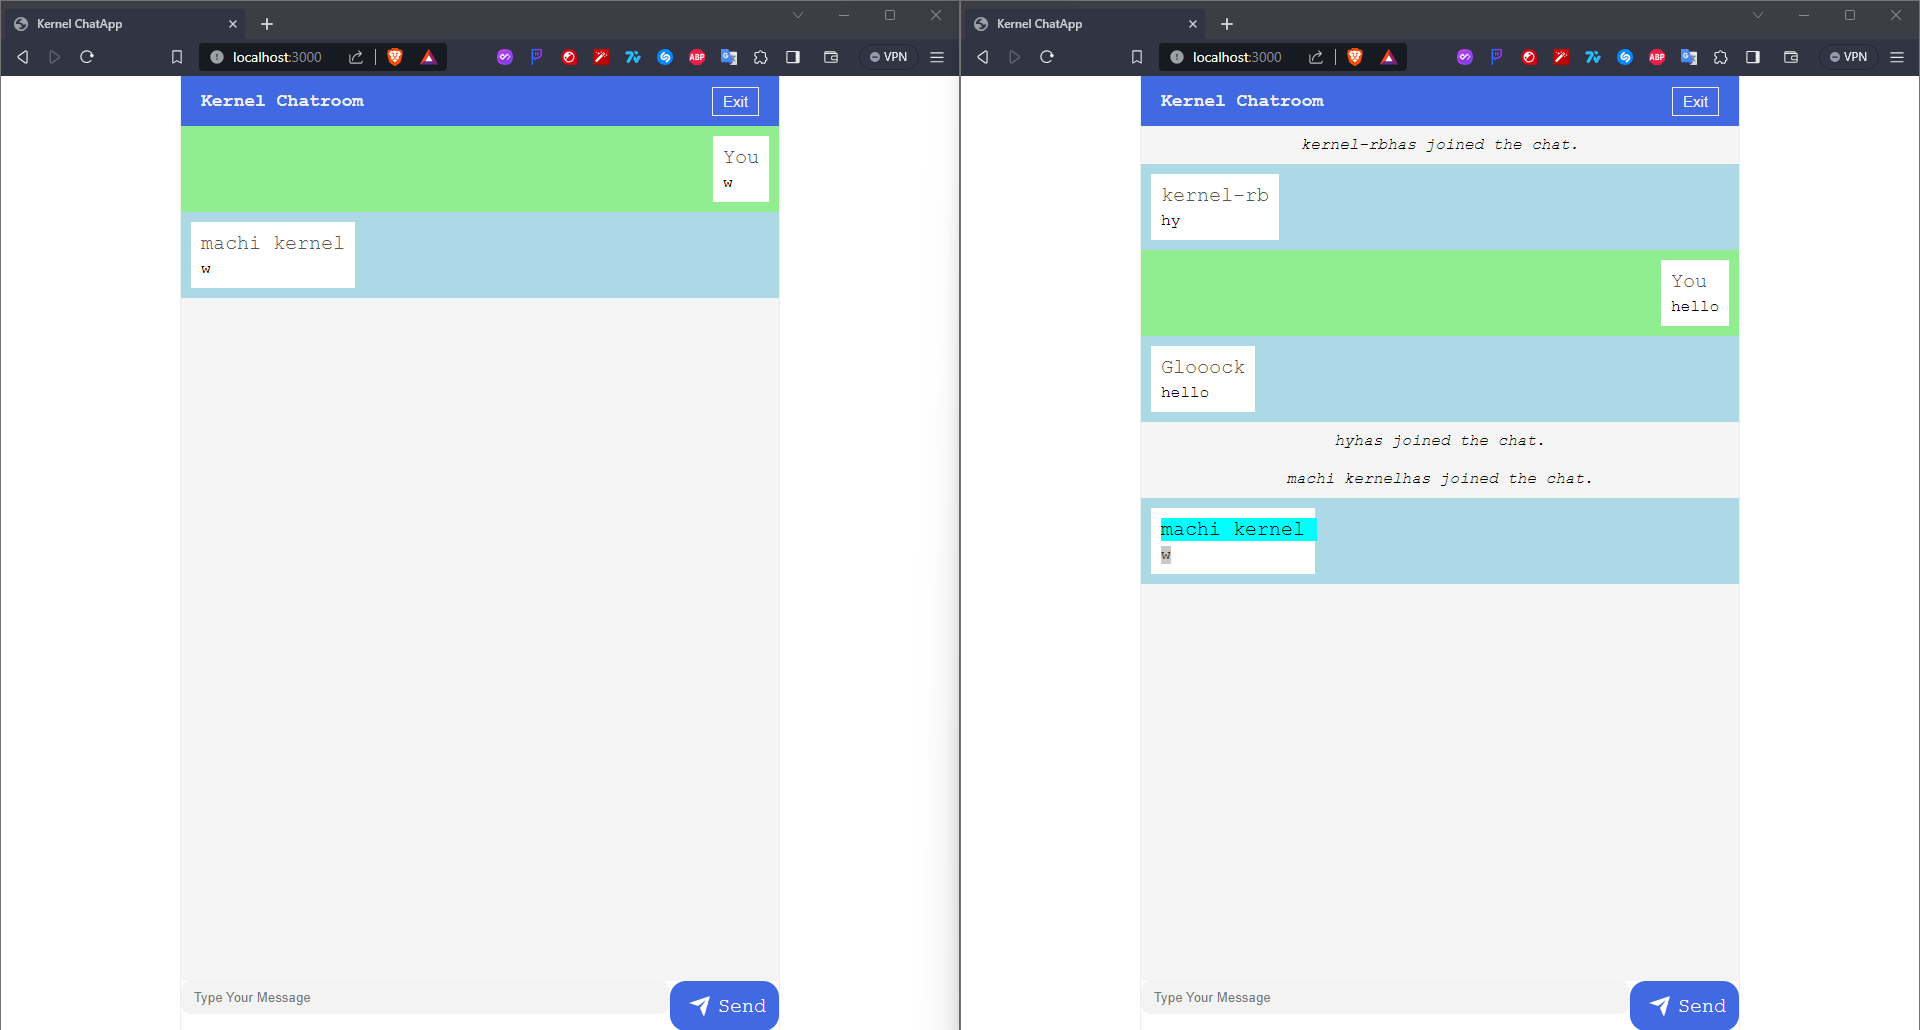 Kernel ChatApp
localhost:3000
ABP
VPN
Kernel Chatroom
Exit
You
w
machi kernel
w
Type Your Message
Send
Kernel ChatApp
localhost:3000
ABP
VPN
Kernel Chatroom
Exit
kernel-rbhas joined the chat.
kernel-rb
hy
You
hello
Glooock
hello
hyhas joined the chat.
machi kernelhas joined the chat.
machi kernel
w
Type Your Message
Send